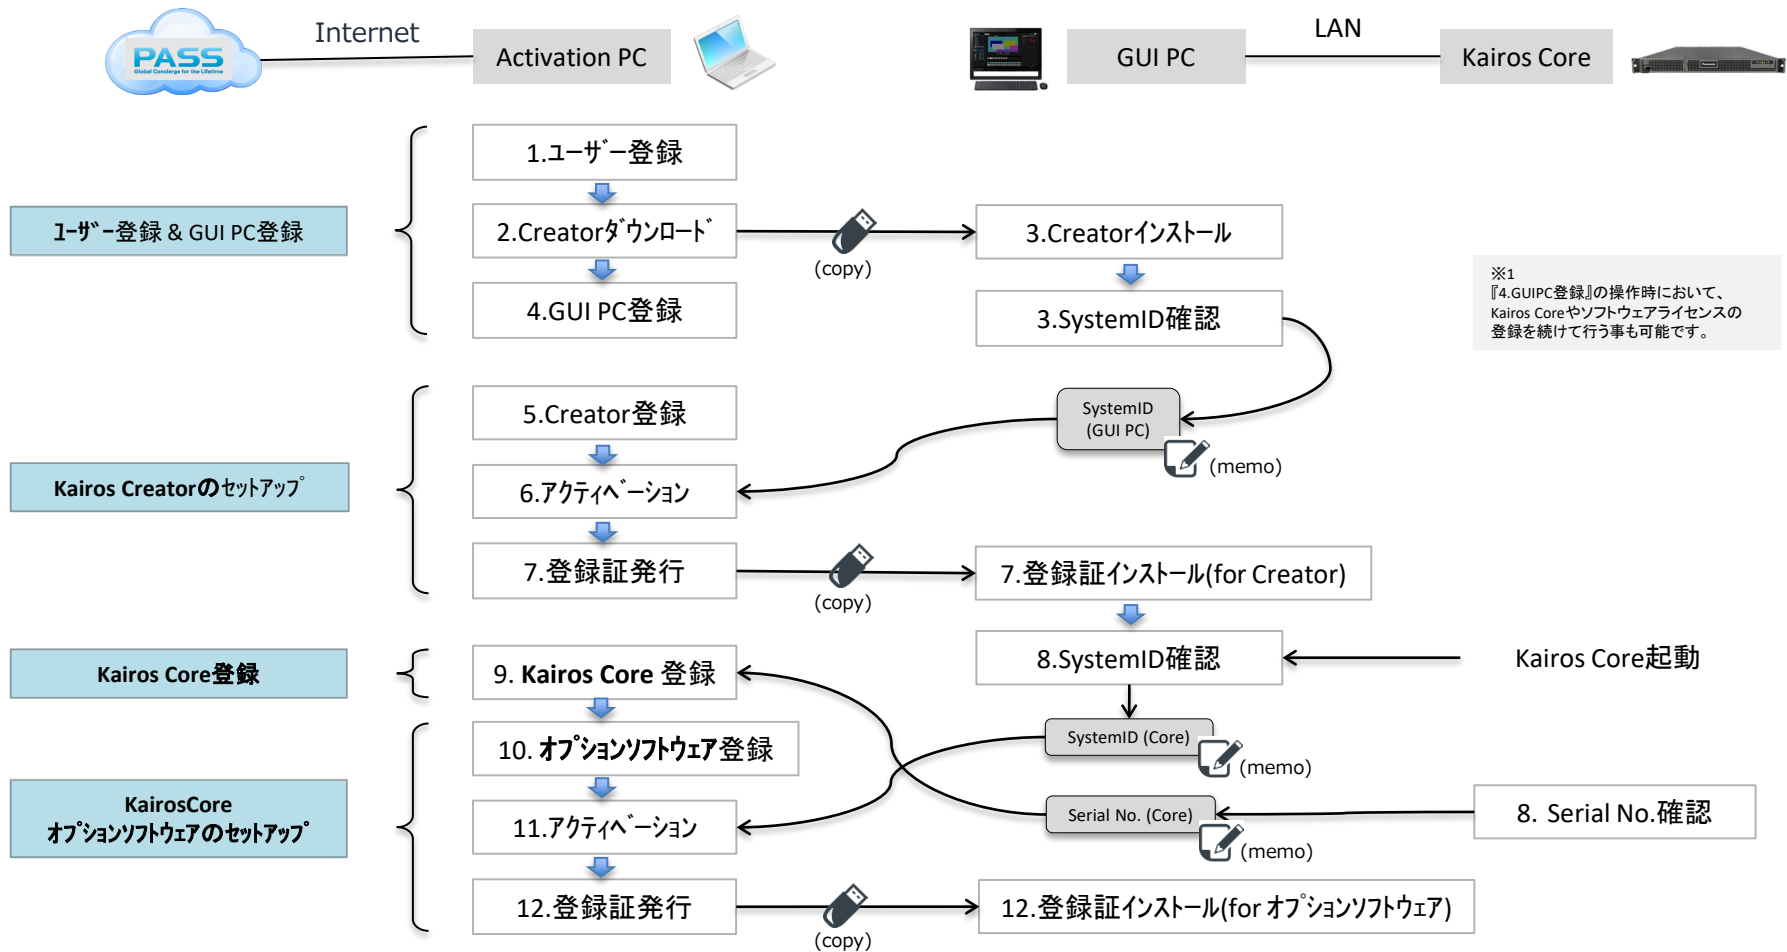 PASS
Global Concierge for the Lifetime
Internet
Activation PC
GUI PC
LAN
Kairos Core
ユーザー登録 & GUI PC登録
1.ユーザー登録
2.Creatorダウンロード
(copy)
3.Creatorインストール
4.GUI PC登録
3.SystemID確認
※1
『4.GUIPC登録』の操作時において、
Kairos Coreやソフトウェアライセンスの
登録を続けて行う事も可能です。
Kairos Creatorのセットアップ
5.Creator登録
SystemID
(GUI PC)
(memo)
6.アクティベーション
7.登録証発行
(copy)
7.登録証インストール(for Creator)
Kairos Core登録
9. Kairos Core 登録
8.SystemID確認
Kairos Core起動
KairosCore
オプションソフトウェアのセットアップ
10. オプションソフトウェア登録
SystemID (Core)
(memo)
11.アクティベーション
Serial No. (Core)
(memo)
8. Serial No.確認
12.登録証発行
(copy)
12.登録証インストール(for オプションソフトウェア)